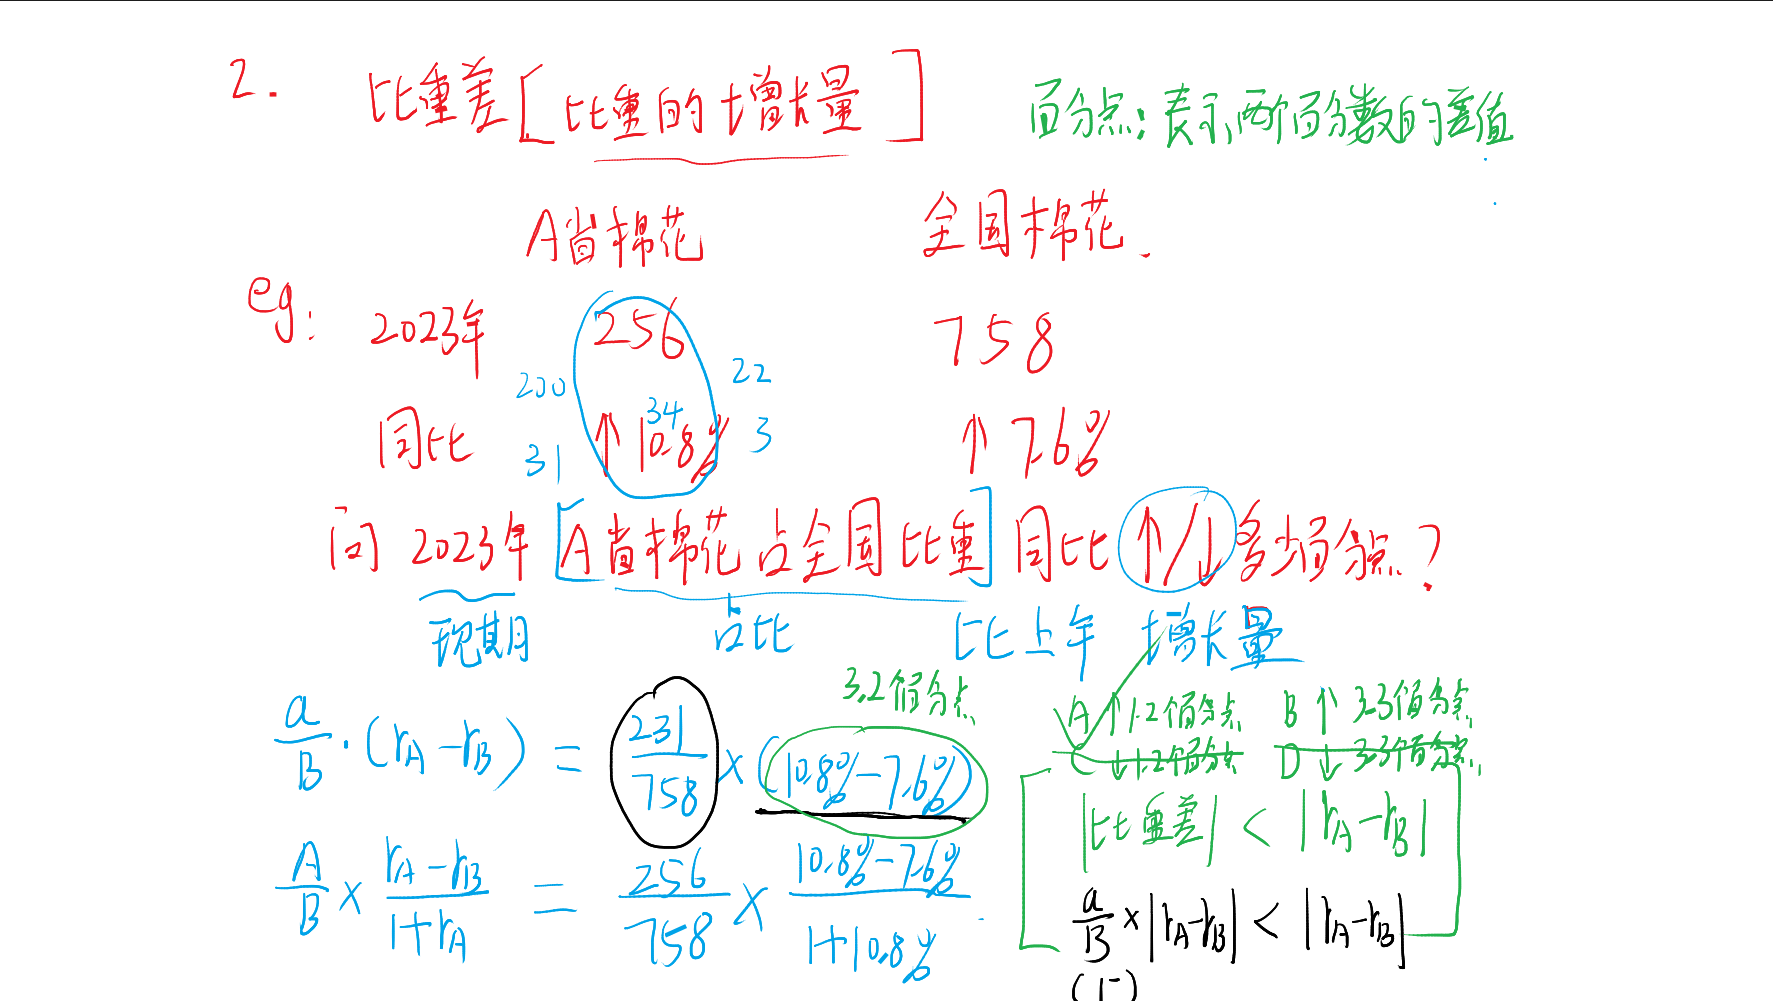 2. 比重差[比重的增长量] 百分点：表示两个百分数的差值
A省棉花 全国棉花.
eg: 2023年 256 758
200 22
同比 ↑10.8% ↑7.6%
34
31 3
问 2023年[A省棉花占全国比重]同比↑/↓多少百分点？
现期 占比 比上年 增长量
3.2个百分点
A↑1.2个百分点 B↑3.3个百分点
C↓1.2个百分点 D↓3.3个百分点
a/B·(rA-rB) = 231/758×(10.8%-7.6%)
|比重差| < |rA-rB|
A/B × (rA-rB)/(1+rA) = 256/758 × (10.8%-7.6%)/(1+10.8%)
a/B×|rA-rB| < |rA-rB|